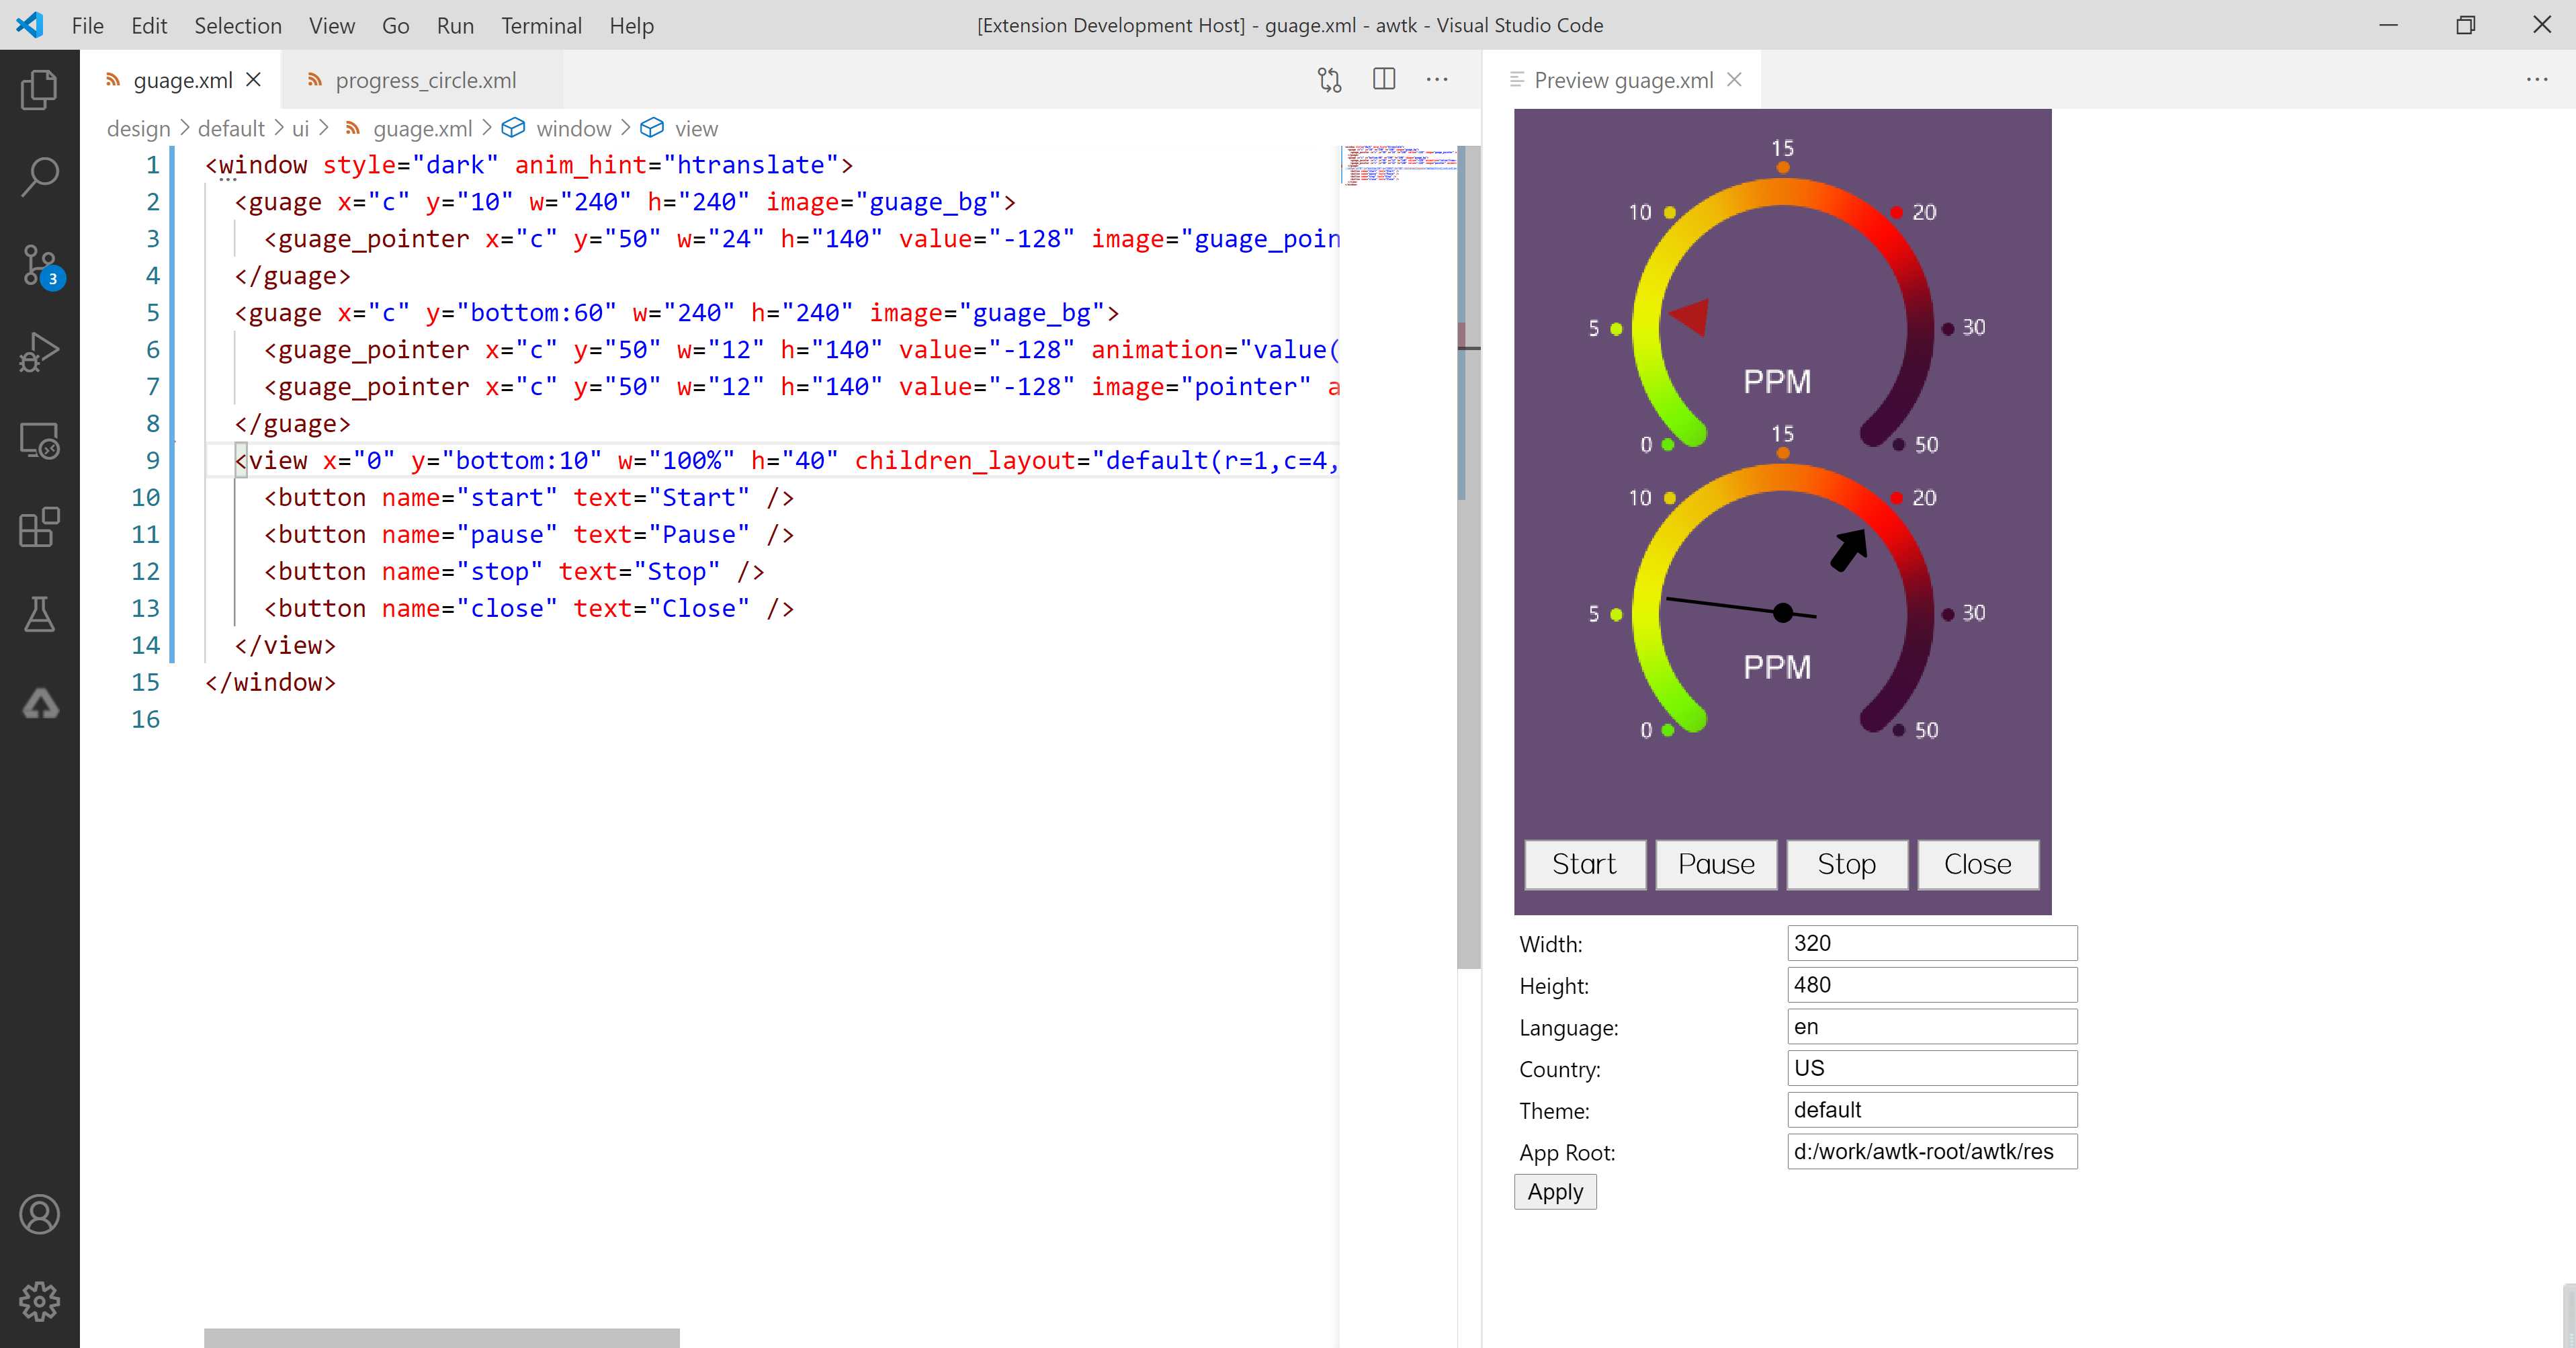 File Edit Selection View Go Run Terminal Help
[Extension Development Host] - guage.xml - awtk - Visual Studio Code
guage.xml
progress_circle.xml
Preview guage.xml
design > default > ui > guage.xml > window > view
3
1 <window style="dark" anim_hint="htranslate">
2 <guage x="c" y="10" w="240" h="240" image="guage_bg">
3 <guage_pointer x="c" y="50" w="24" h="140" value="-128" image="guage_poin
4 </guage>
5 <guage x="c" y="bottom:60" w="240" h="240" image="guage_bg">
6 <guage_pointer x="c" y="50" w="12" h="140" value="-128" animation="value(
7 <guage_pointer x="c" y="50" w="12" h="140" value="-128" image="pointer" a
8 </guage>
9 <view x="0" y="bottom:10" w="100%" h="40" children_layout="default(r=1,c=4,
10 <button name="start" text="Start" />
11 <button name="pause" text="Pause" />
12 <button name="stop" text="Stop" />
13 <button name="close" text="Close" />
14 </view>
15 </window>
16
15
10 20
5 30
PPM
0 50
15
10 20
5 30
PPM
0 50
Start Pause Stop Close
Width: 320
Height: 480
Language: en
Country: US
Theme: default
App Root: d:/work/awtk-root/awtk/res
Apply